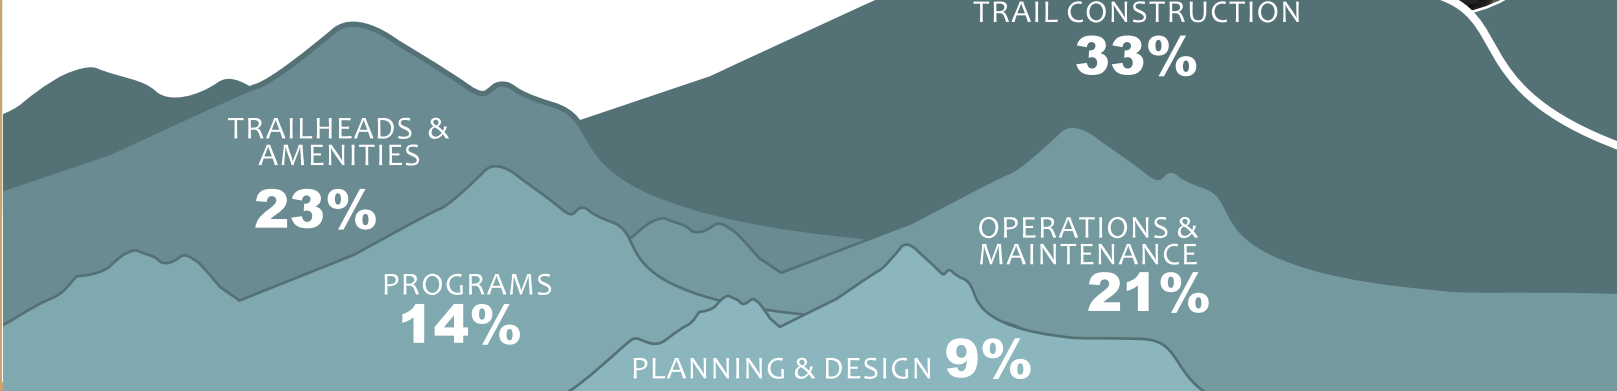 TRAIL CONSTRUCTION
33%
TRAILHEADS &
AMENITIES
23%
OPERATIONS &
MAINTENANCE
21%
PROGRAMS
14%
PLANNING & DESIGN 9%